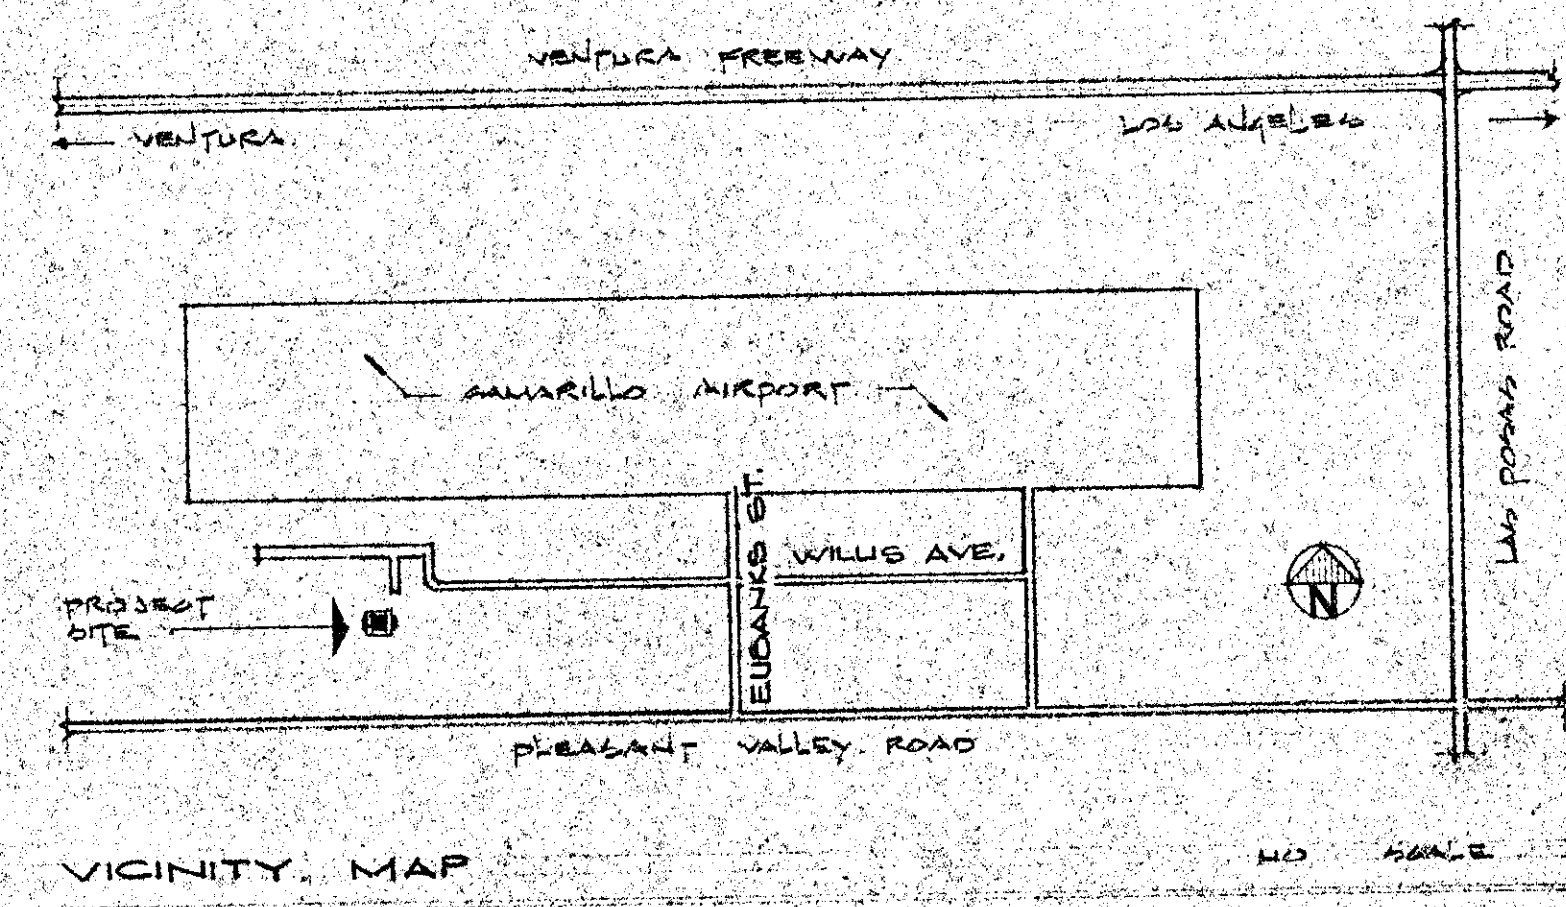 VENTURA FREEWAY
VENTURA
LOS ANGELES
LAS POSAS ROAD
CAMARILLO AIRPORT
EUBANKS ST.
WILLIS AVE.
PROJECT
SITE
N
PLEASANT VALLEY ROAD
VICINITY MAP
NO SCALE